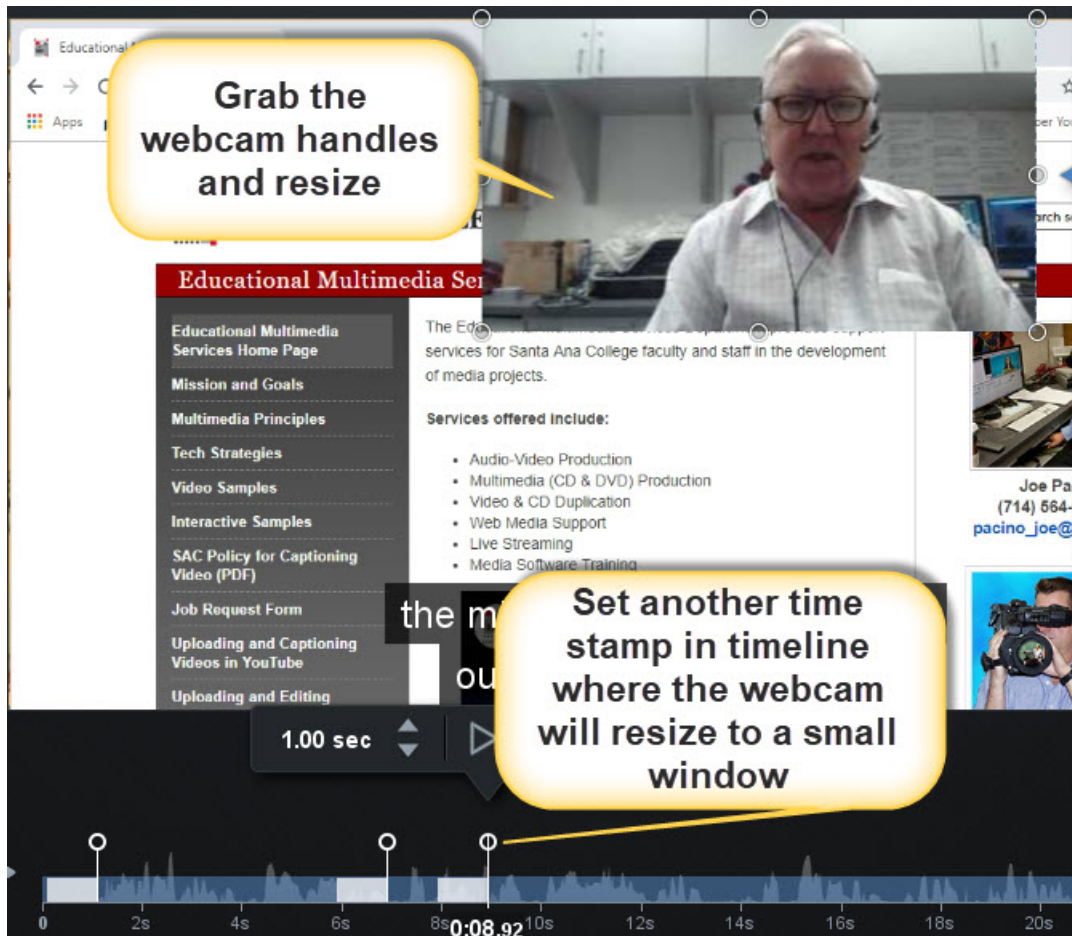 Educational
Grab the
webcam handles
and resize
Apps
Educational Multimedia
Educational Multimedia
Services Home Page
Mission and Goals
Multimedia Principles
Tech Strategies
Video Samples
Interactive Samples
SAC Policy for Captioning
Video (PDF)
Job Request Form
Uploading and Captioning
Videos in YouTube
Uploading and Editing
The
services for Santa Ana College faculty and staff in the development
of media projects.
Services offered include:
• Audio-Video Production
• Multimedia (CD & DVD) Production
• Video & CD Duplication
• Web Media Support
• Live Streaming
• Media Software Training
Joe
(714) 564-
pacino_joe@
the
Set another time
stamp in timeline
where the webcam
will resize to a small
window
1.00 sec
0 2s 4s 6s 8s 0:08.92 10s 12s 14s 16s 18s 20s